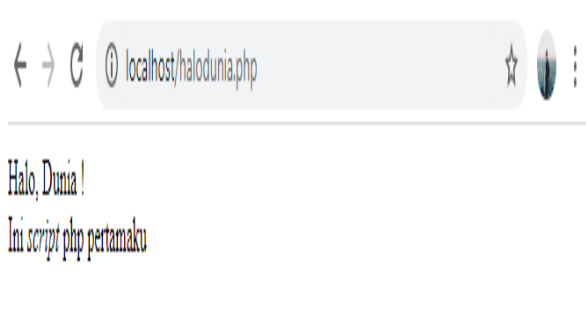 localhost/halodunia.php
Halo, Dunia !
Ini script php pertamaku